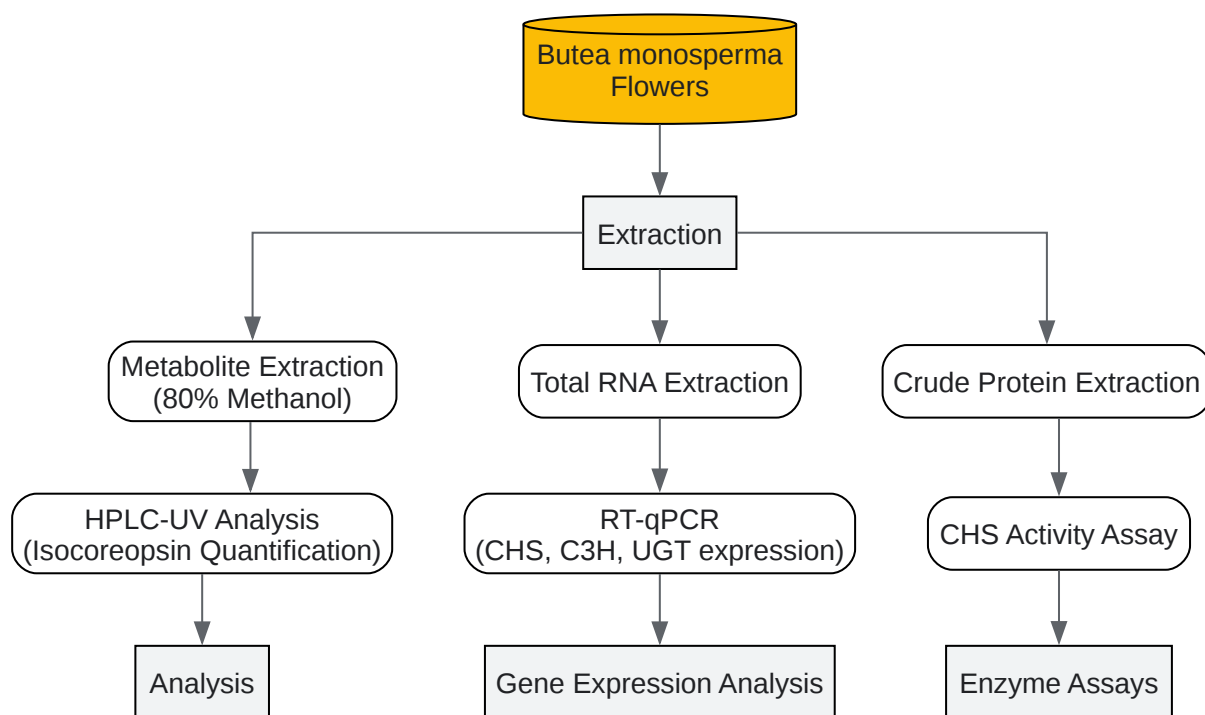 Butea monosperma
Flowers
Extraction
Metabolite Extraction
(80% Methanol)
Total RNA Extraction
Crude Protein Extraction
HPLC-UV Analysis
(Isocoreopsin Quantification)
RT-qPCR
(CHS, C3H, UGT expression)
CHS Activity Assay
Analysis
Gene Expression Analysis
Enzyme Assays